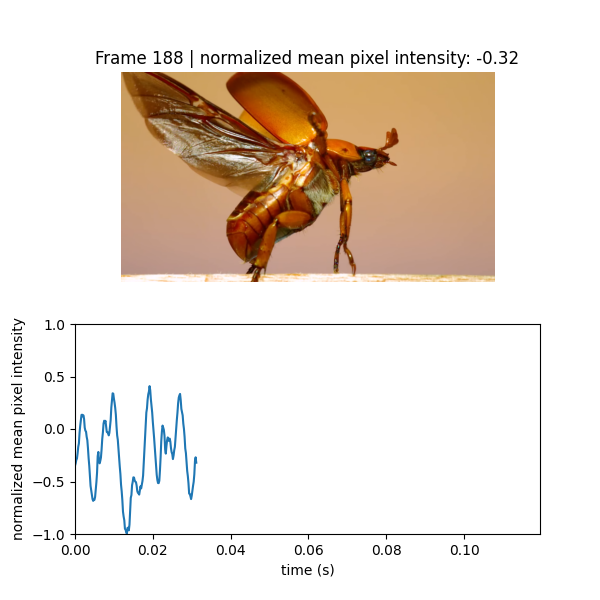 Frame 188 | normalized mean pixel intensity: -0.32
normalized mean pixel intensity
1.0
0.5
0.0
−0.5
−1.0
0.00 0.02 0.04 0.06 0.08 0.10
time (s)